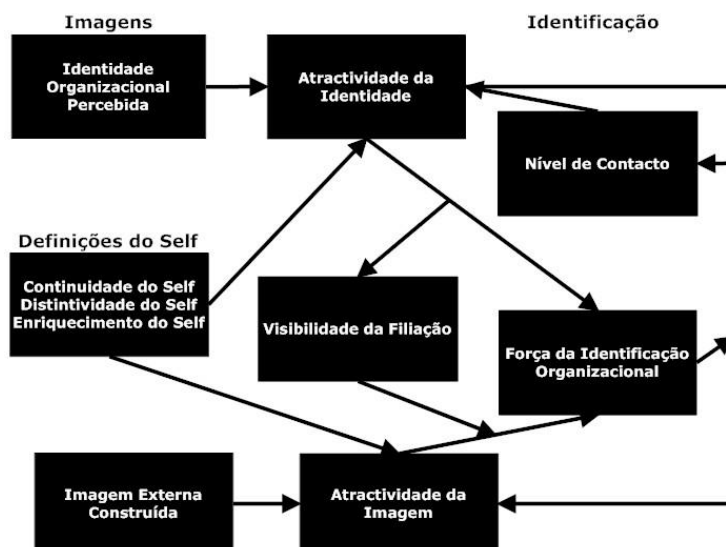 Imagens
Identificação
Identidade
Organizacional
Percebida
Atractividade da
Identidade
Nível de Contacto
Definições do Self
Continuidade do Self
Distintividade do Self
Enriquecimento do Self
Visibilidade da Filiação
Força da Identificação
Organizacional
Imagem Externa
Construída
Atractividade da
Imagem